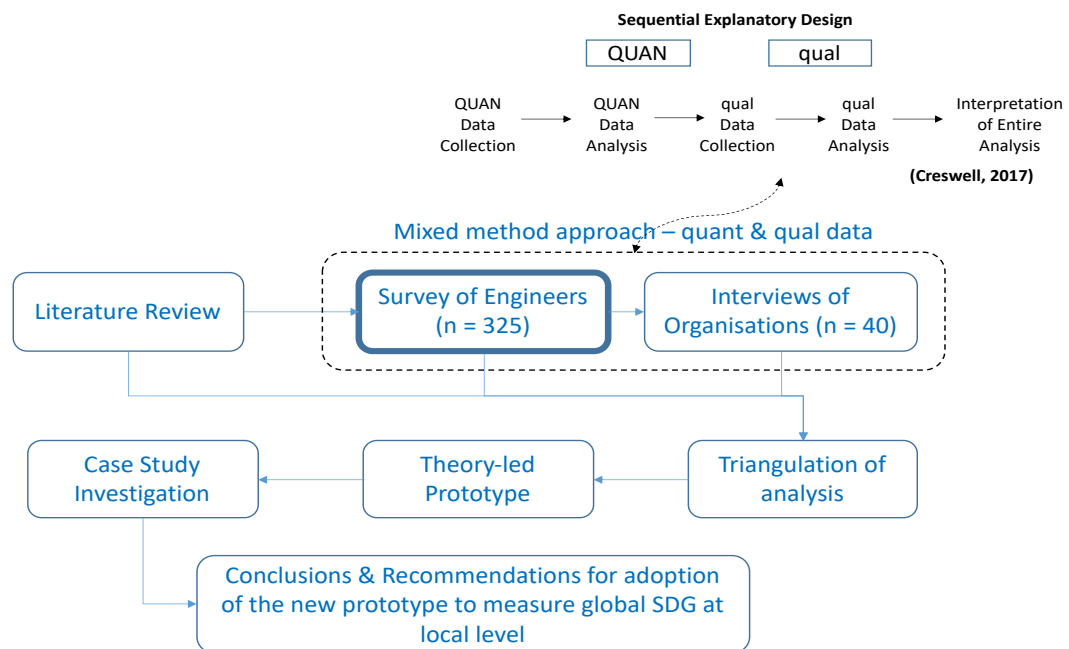 Sequential Explanatory Design
QUAN
qual
QUAN
Data
Collection
QUAN
Data
Analysis
qual
Data
Collection
qual
Data
Analysis
Interpretation
of Entire
Analysis
(Creswell, 2017)
Mixed method approach – quant & qual data
Literature Review
Survey of Engineers
(n = 325)
Interviews of
Organisations (n = 40)
Case Study
Investigation
Theory-led
Prototype
Triangulation of
analysis
Conclusions & Recommendations for adoption
of the new prototype to measure global SDG at
local level